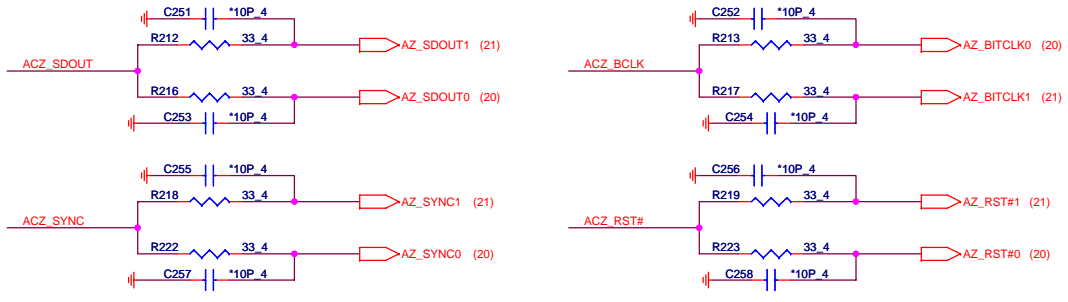 C251 *10P_4
R212 33_4 AZ_SDOUT1 (21)
ACZ_SDOUT
R216 33_4 AZ_SDOUT0 (20)
C253 *10P_4
C252 *10P_4
R213 33_4 AZ_BITCLK0 (20)
ACZ_BCLK
R217 33_4 AZ_BITCLK1 (21)
C254 *10P_4
C255 *10P_4
R218 33_4 AZ_SYNC1 (21)
ACZ_SYNC
R222 33_4 AZ_SYNC0 (20)
C257 *10P_4
C256 *10P_4
R219 33_4 AZ_RST#1 (21)
ACZ_RST#
R223 33_4 AZ_RST#0 (20)
C258 *10P_4